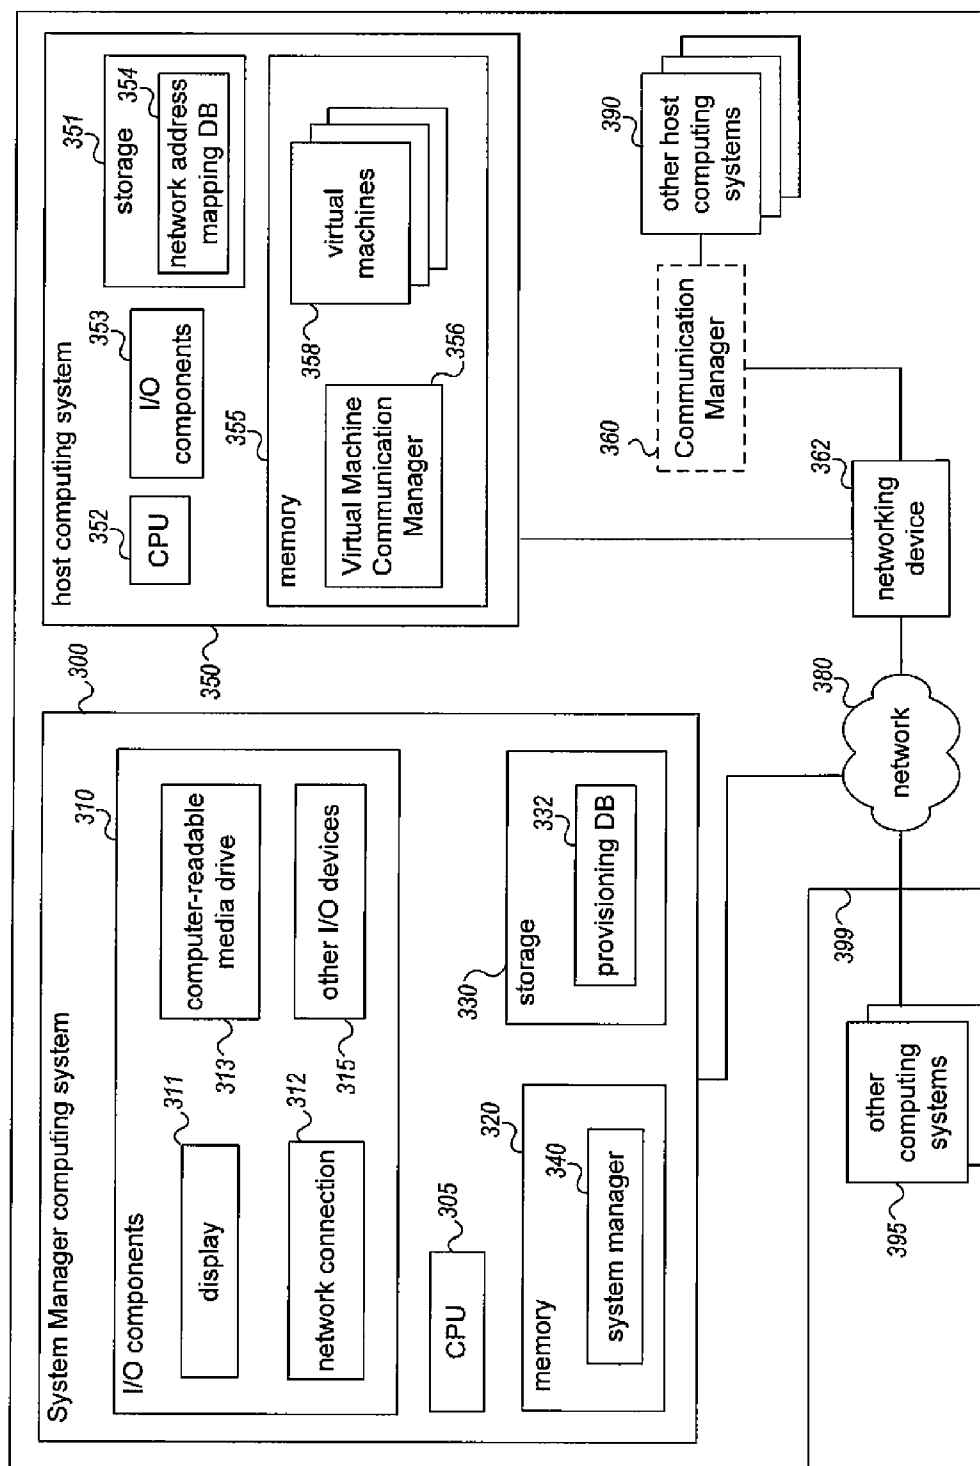 System Manager computing system
300
I/O components
310
display
311
computer-readable
media drive
313
network connection
312
other I/O devices
315
CPU
305
memory
320
system manager
340
storage
330
provisioning DB
332
host computing system
350
CPU
352
I/O
components
353
storage
351
network address
mapping DB
354
memory
355
Virtual Machine
Communication
Manager
356
virtual
machines
358
other
computing
systems
395
399
network
380
networking
device
362
Communication
Manager
360
other host
computing
systems
390